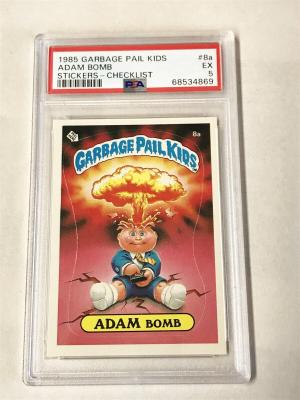 1985 GARBAGE PAIL KIDS #8a
ADAM BOMB EX
STICKERS-CHECKLIST 5
PSA 68534869
8a
GARBAGE PAIL KIDS
ADAM BOMB